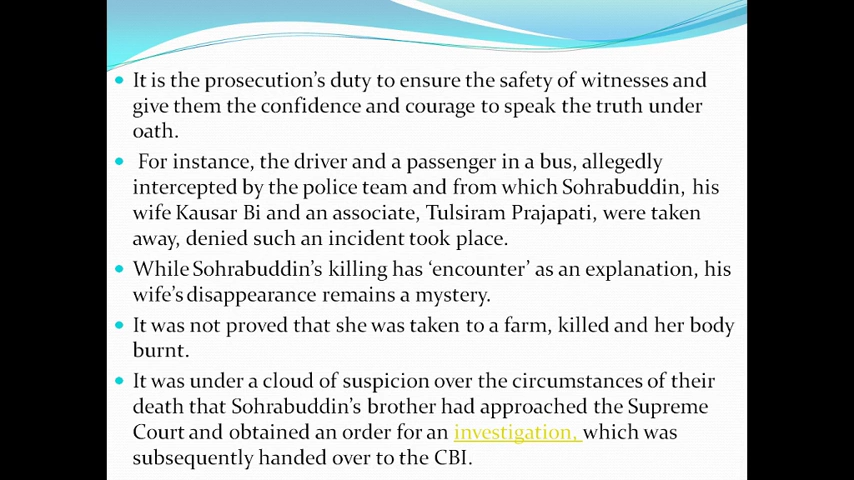 It is the prosecution's duty to ensure the safety of witnesses and
give them the confidence and courage to speak the truth under
oath.
For instance, the driver and a passenger in a bus, allegedly
intercepted by the police team and from which Sohrabuddin, his
wife Kausar Bi and an associate, Tulsiram Prajapati, were taken
away, denied such an incident took place.
While Sohrabuddin's killing has ‘encounter’ as an explanation, his
wife's disappearance remains a mystery.
It was not proved that she was taken to a farm, killed and her body
burnt.
It was under a cloud of suspicion over the circumstances of their
death that Sohrabuddin's brother had approached the Supreme
Court and obtained an order for an investigation, which was
subsequently handed over to the CBI.